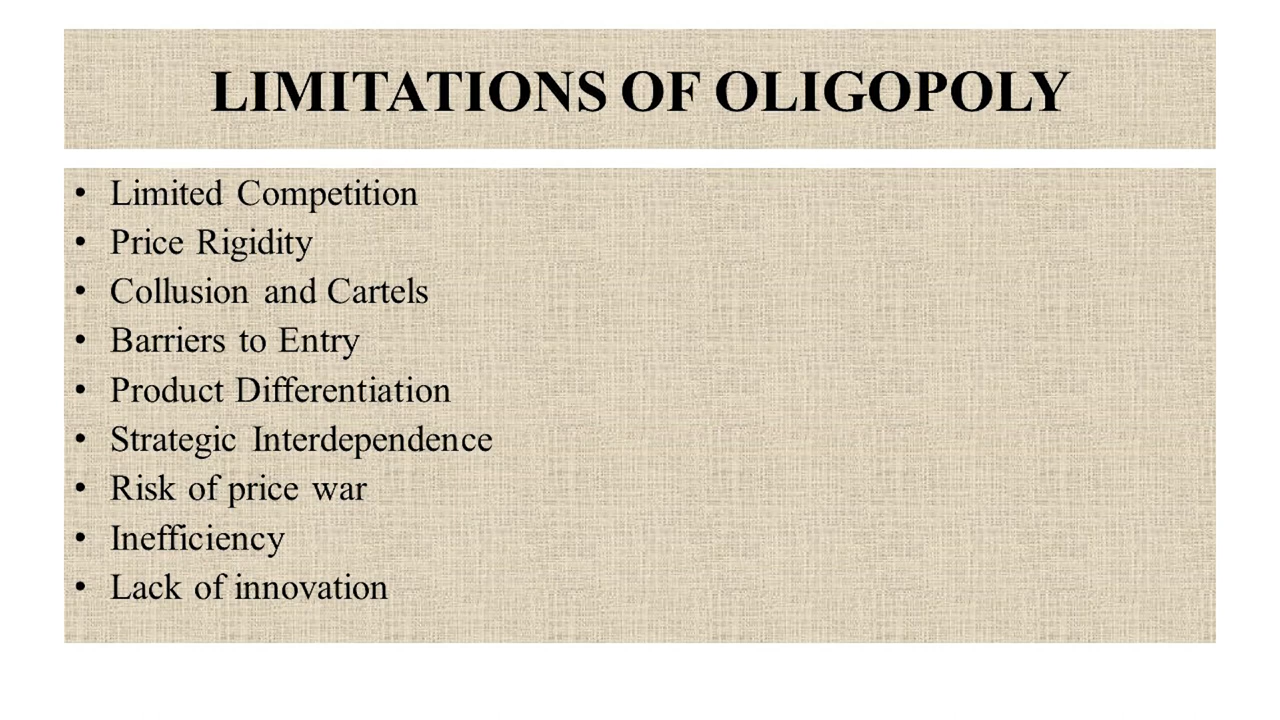 LIMITATIONS OF OLIGOPOLY
• Limited Competition
• Price Rigidity
• Collusion and Cartels
• Barriers to Entry
• Product Differentiation
• Strategic Interdependence
• Risk of price war
• Inefficiency
• Lack of innovation